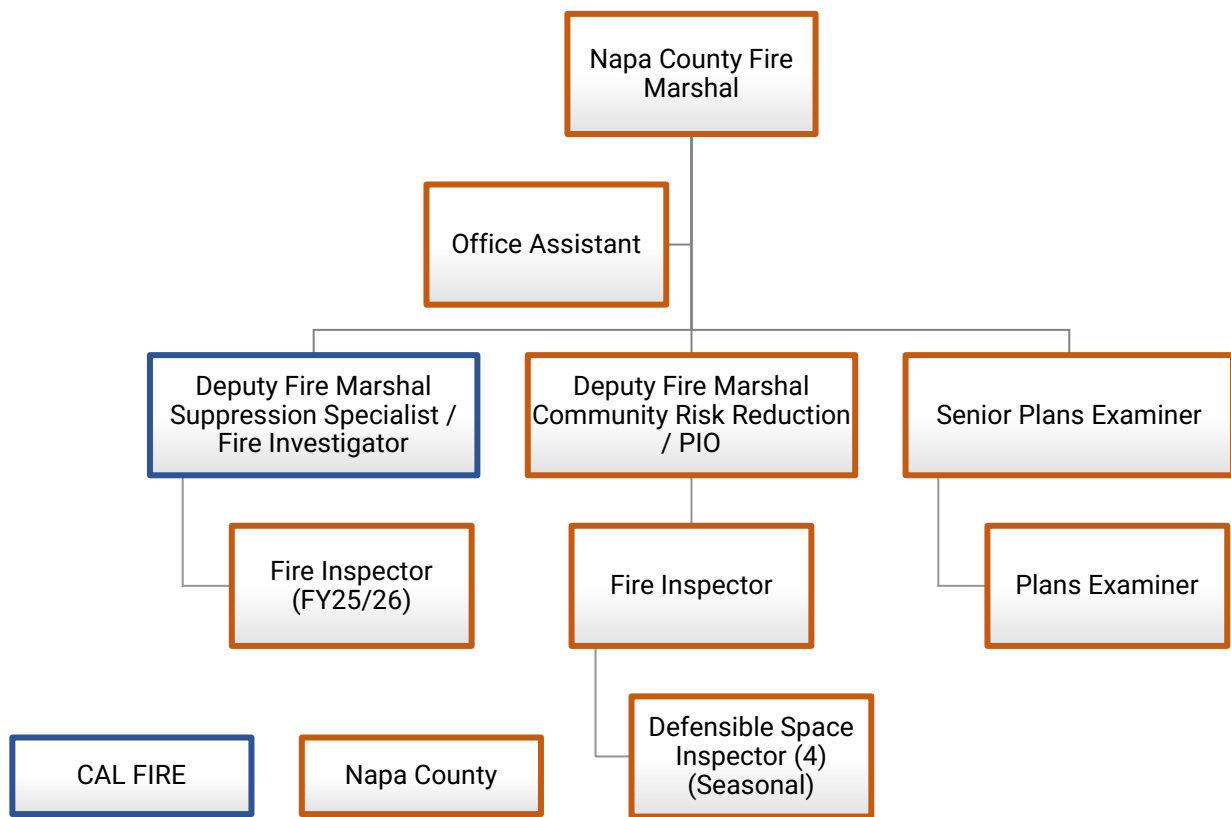 Napa County Fire
Marshal
Office Assistant
Deputy Fire Marshal
Suppression Specialist /
Fire Investigator
Deputy Fire Marshal
Community Risk Reduction
/ PIO
Senior Plans Examiner
Fire Inspector
(FY25/26)
Fire Inspector
Plans Examiner
Defensible Space
Inspector (4)
(Seasonal)
CAL FIRE
Napa County